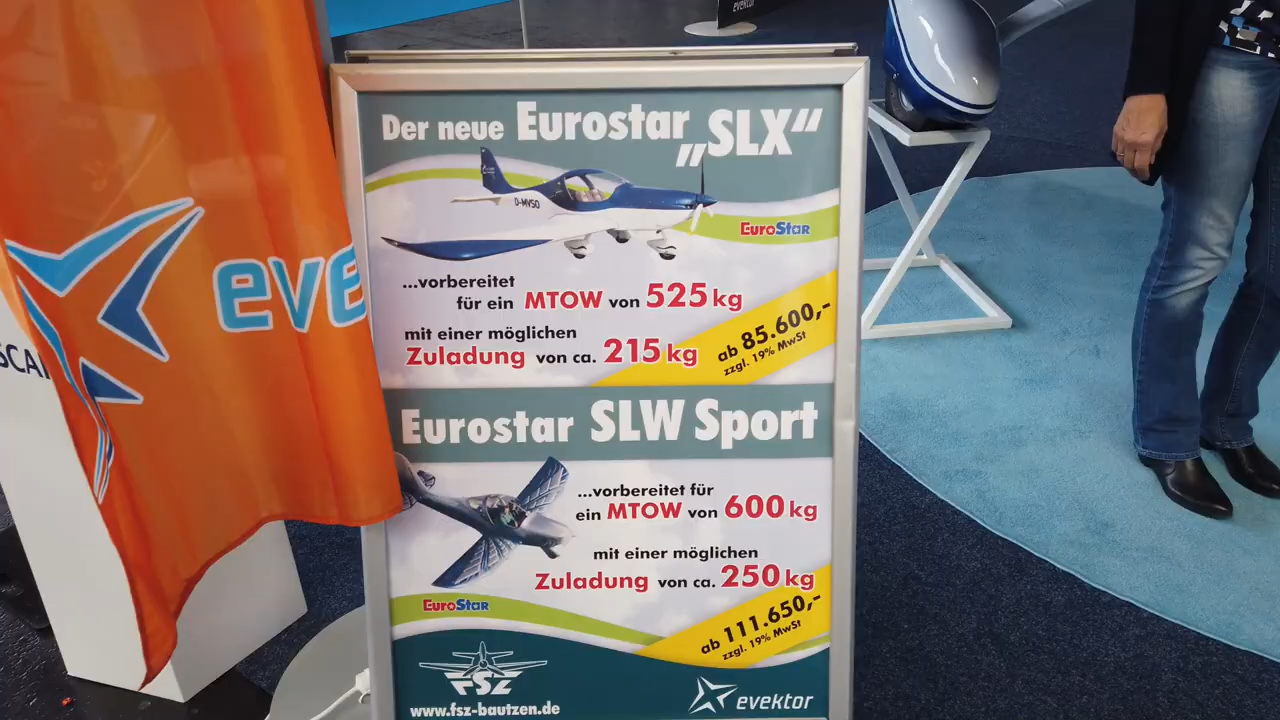 evektor
Der neue Eurostar „SLX“
D-MVSO
EuroStar
...vorbereitet
für ein MTOW von 525 kg
mit einer möglichen
Zuladung von ca. 215 kg
ab 85.600,-
zzgl. 19% MwSt
eve
SCA
Eurostar SLW Sport
...vorbereitet für
ein MTOW von 600 kg
mit einer möglichen
Zuladung von ca. 250 kg
EuroStar
ab 111.650,-
zzgl. 19% MwSt
FSZ
www.fsz-bautzen.de
evektor